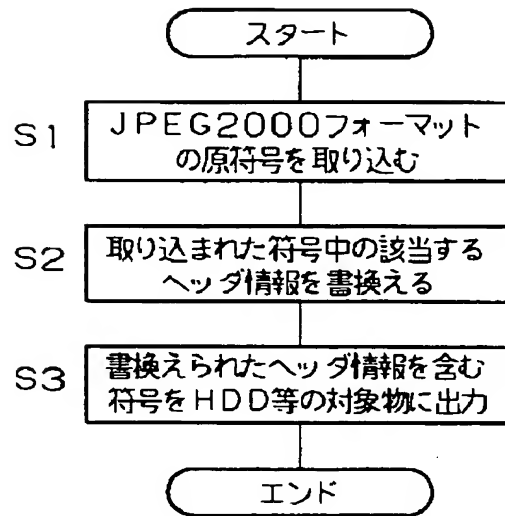 スタート
S1
JPEG2000フォーマット
の原符号を取り込む
S2
取り込まれた符号中の該当する
ヘッダ情報を書換える
S3
書換えられたヘッダ情報を含む
符号をHDD等の対象物に出力
エンド